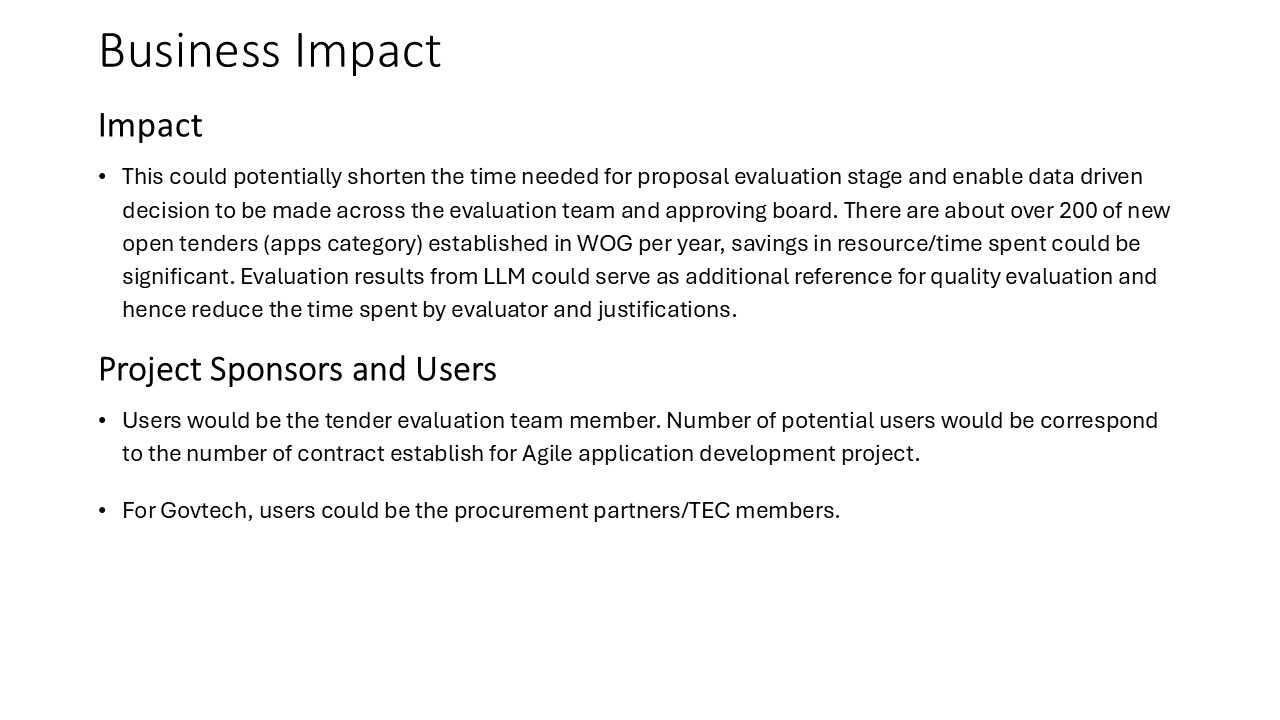 Business Impact
Impact
• This could potentially shorten the time needed for proposal evaluation stage and enable data driven
decision to be made across the evaluation team and approving board. There are about over 200 of new
open tenders (apps category) established in WOG per year, savings in resource/time spent could be
significant. Evaluation results from LLM could serve as additional reference for quality evaluation and
hence reduce the time spent by evaluator and justifications.
Project Sponsors and Users
• Users would be the tender evaluation team member. Number of potential users would be correspond
to the number of contract establish for Agile application development project.
• For Govtech, users could be the procurement partners/TEC members.